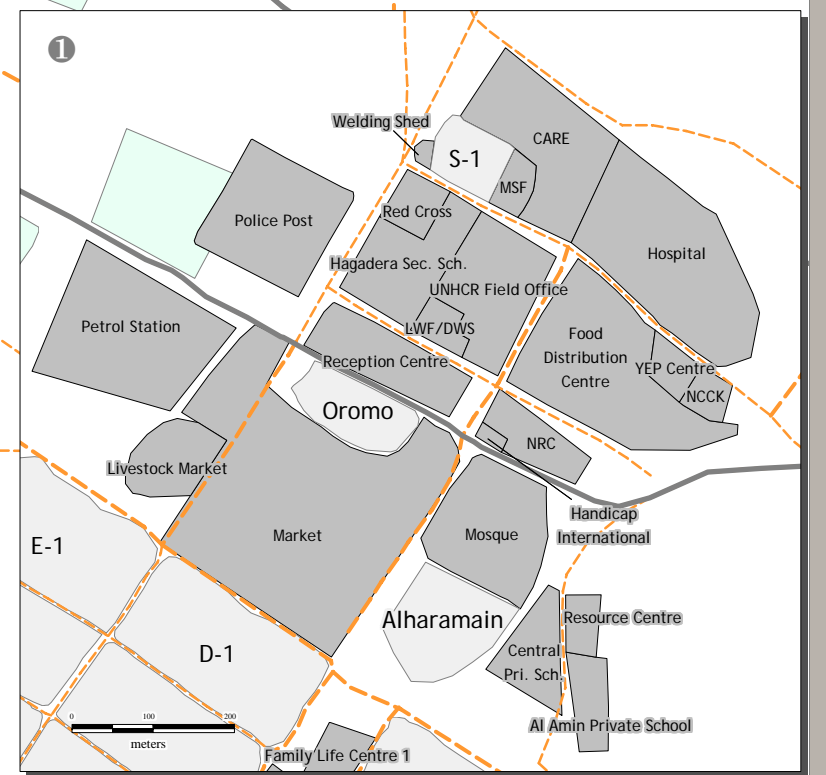 ❶
Welding Shed
CARE
S-1
MSF
Red Cross
Police Post
Hospital
Hagadera Sec. Sch.
UNHCR Field Office
Petrol Station
LWF/DWS
Food
Distribution
Centre
Reception Centre
YEP Centre
NCCK
Oromo
NRC
Livestock Market
Handicap
International
Market
Mosque
E-1
Alharamain
Resource Centre
D-1
Central
Pri. Sch.
0 100 200
meters
Al Amin Private School
Family Life Centre 1